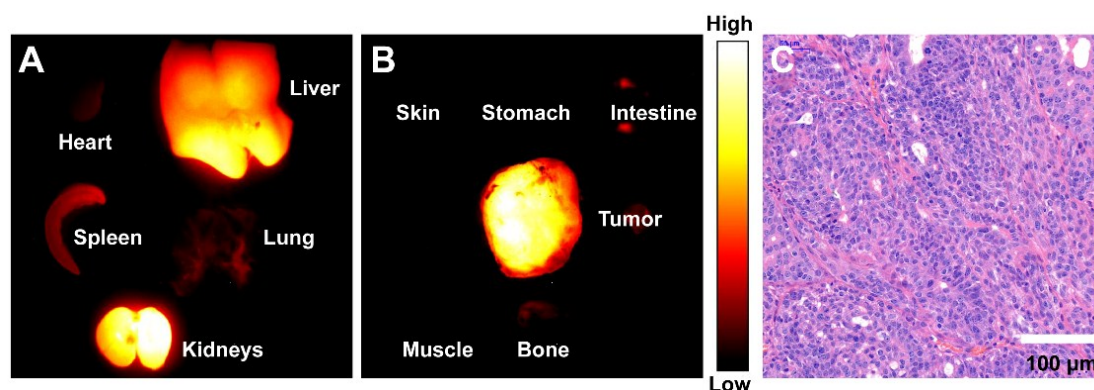 A
Heart
Liver
Spleen
Lung
Kidneys
B
Skin
Stomach
Intestine
Tumor
Muscle
Bone
High
Low
C
100 μm